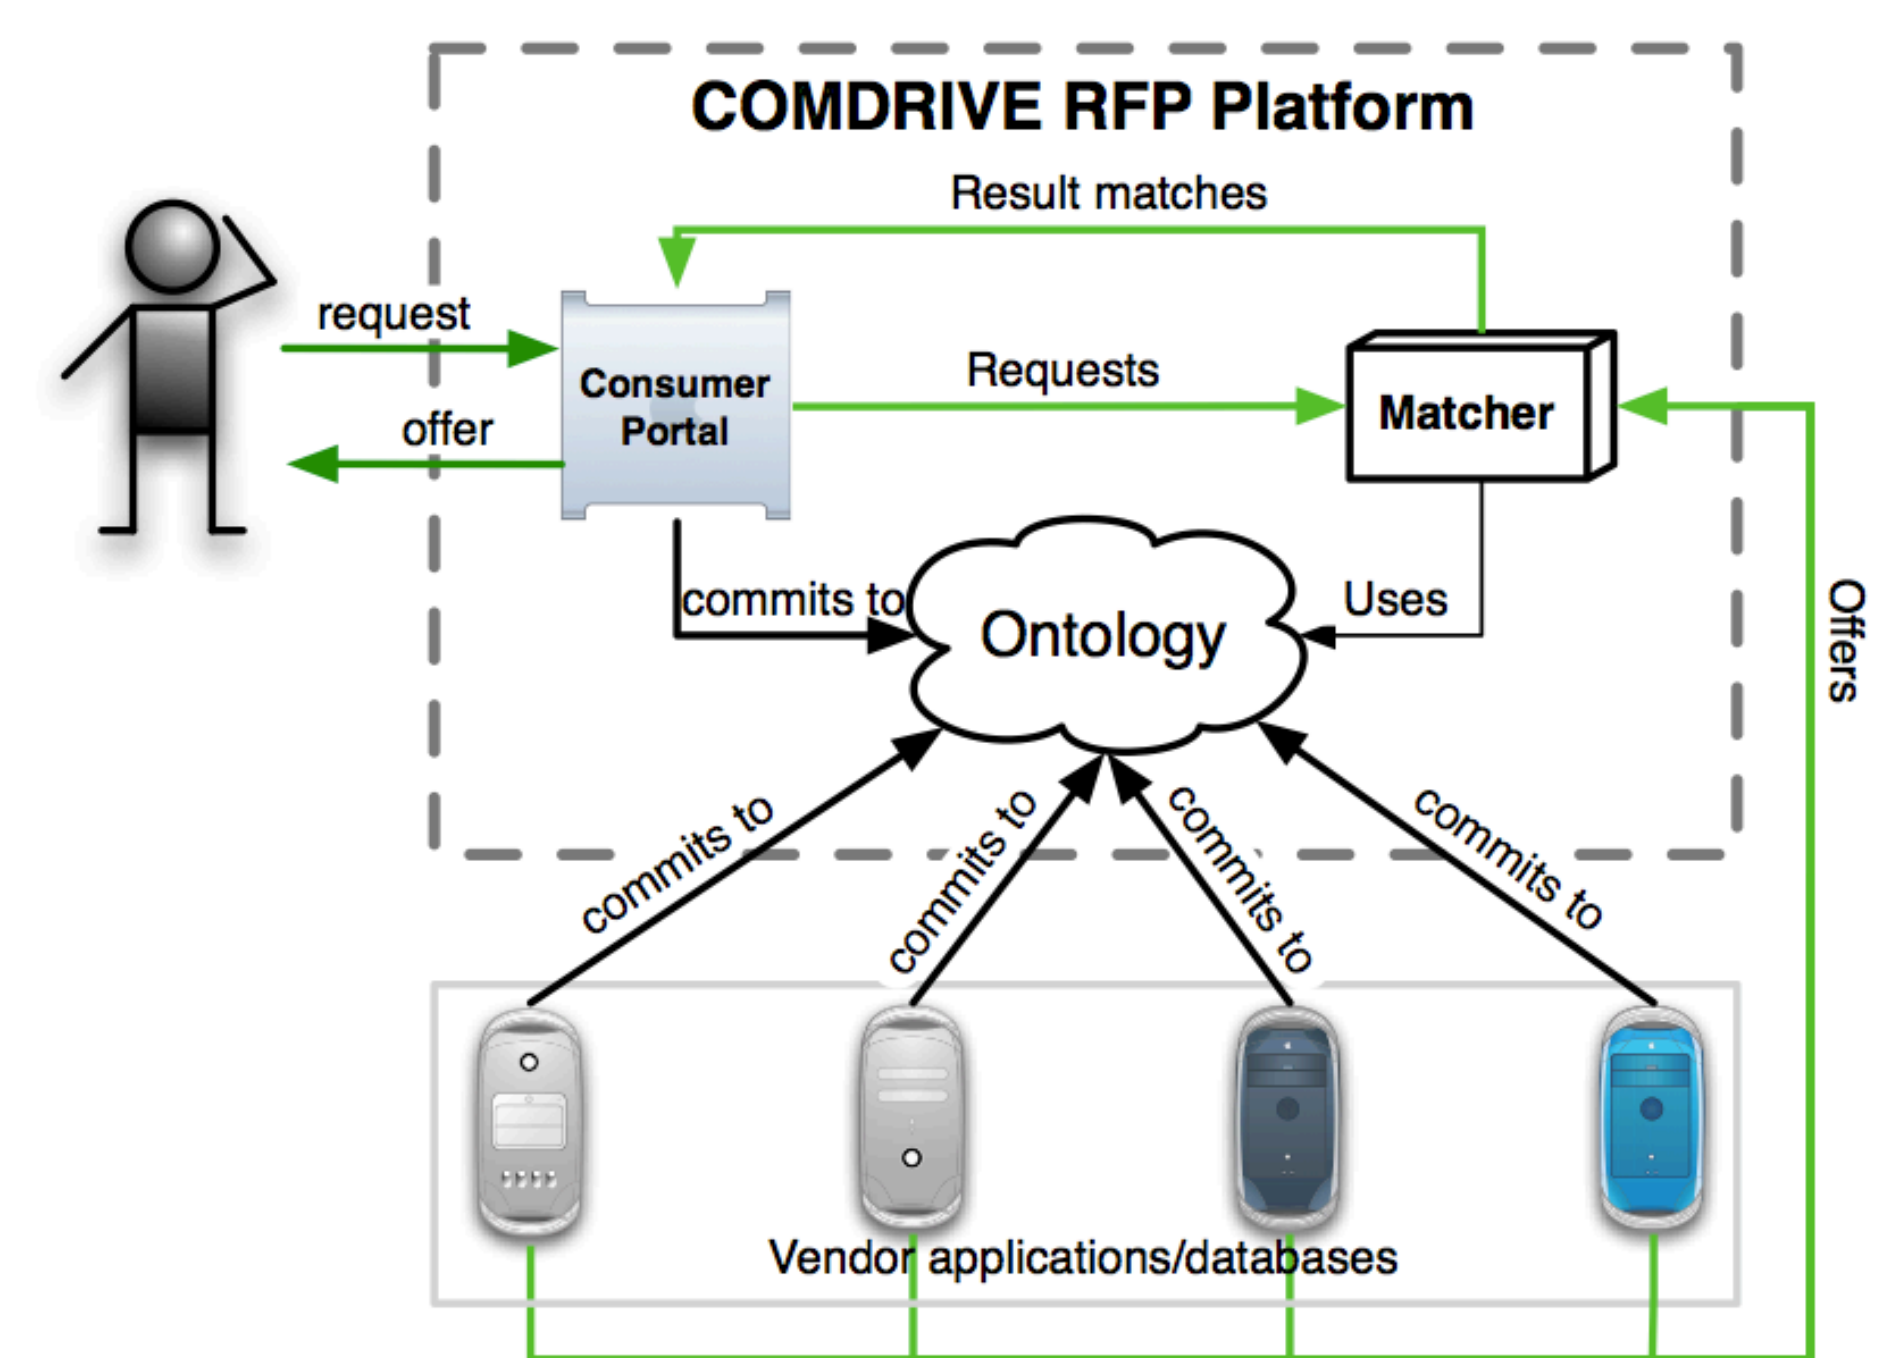 COMDRIVE RFP Platform
Result matches
request
Requests
Consumer
Portal
Matcher
offer
commits to
Uses
Ontology
Offers
commits to
commits to
commits to
commits to
Vendor applications/databases